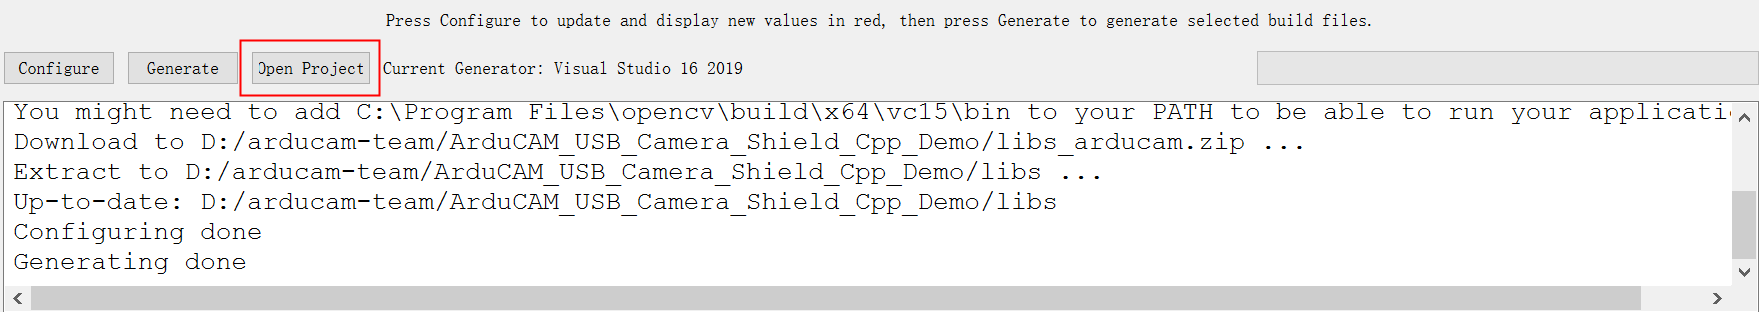 Press Configure to update and display new values in red, then press Generate to generate selected build files.
Configure Generate Open Project Current Generator: Visual Studio 16 2019
You might need to add C:\Program Files\opencv\build\x64\vc15\bin to your PATH to be able to run your applicati
Download to D:/arducam-team/ArduCAM_USB_Camera_Shield_Cpp_Demo/libs_arducam.zip ...
Extract to D:/arducam-team/ArduCAM_USB_Camera_Shield_Cpp_Demo/libs ...
Up-to-date: D:/arducam-team/ArduCAM_USB_Camera_Shield_Cpp_Demo/libs
Configuring done
Generating done